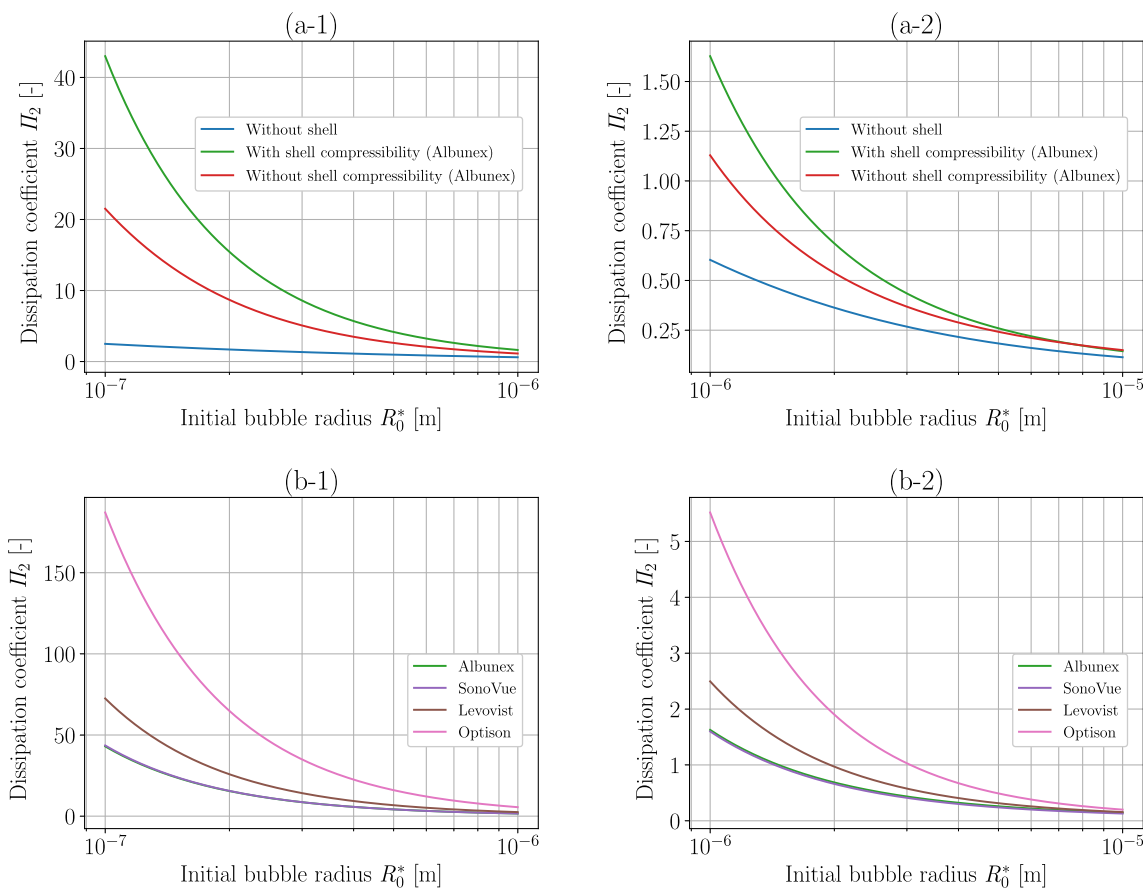 (a-1)
Dissipation coefficient Π₂ [-]
40
30
20
10
0
Without shell
With shell compressibility (Albunex)
Without shell compressibility (Albunex)
10⁻⁷
10⁻⁶
Initial bubble radius R₀* [m]
(a-2)
Dissipation coefficient Π₂ [-]
1.50
1.25
1.00
0.75
0.50
0.25
Without shell
With shell compressibility (Albunex)
Without shell compressibility (Albunex)
10⁻⁶
10⁻⁵
Initial bubble radius R₀* [m]
(b-1)
Dissipation coefficient Π₂ [-]
150
100
50
0
Albunex
SonoVue
Levovist
Optison
10⁻⁷
10⁻⁶
Initial bubble radius R₀* [m]
(b-2)
Dissipation coefficient Π₂ [-]
5
4
3
2
1
0
Albunex
SonoVue
Levovist
Optison
10⁻⁶
10⁻⁵
Initial bubble radius R₀* [m]